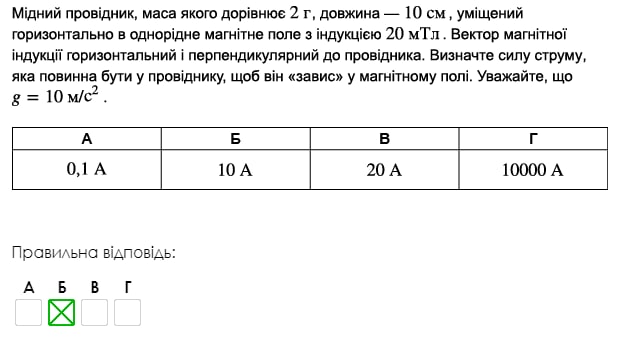 Мідний провідник, маса якого дорівнює 2 г, довжина — 10 см, уміщений
горизонтально в однорідне магнітне поле з індукцією 20 мТл. Вектор магнітної
індукції горизонтальний і перпендикулярний до провідника. Визначте силу струму,
яка повинна бути у провіднику, щоб він «завис» у магнітному полі. Уважайте, що
g = 10 м/с².
А Б В Г
0,1 А 10 А 20 А 10000 А
Правильна відповідь:
А Б В Г